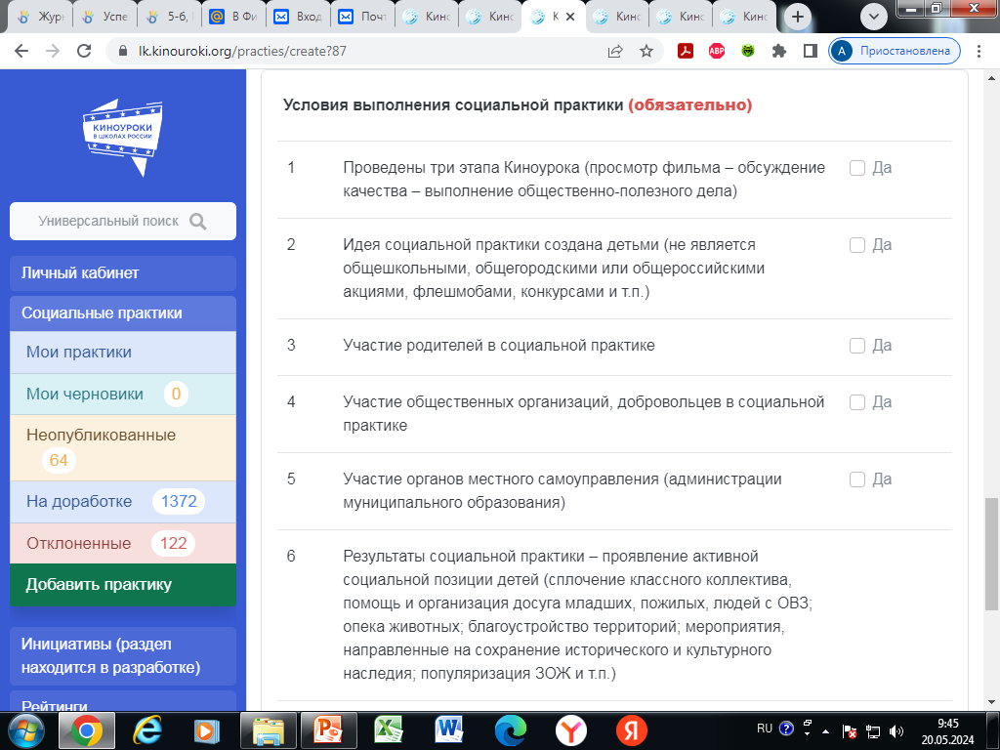 Журн
Успе
5-6,
В Фи
Вход
Почт
Кинс
Кинс
К
Кинс
Кинс
Кинс
lk.kinouroki.org/practies/create?87
ABP
А Приостановлена
КИНОУРОКИ
В ШКОЛАХ РОССИИ
Универсальный поиск
Личный кабинет
Социальные практики
Мои практики
Мои черновики 0
Неопубликованные
64
На доработке 1372
Отклоненные 122
Добавить практику
Инициативы (раздел
находится в разработке)
Рейтинги
Условия выполнения социальной практики (обязательно)
1 Проведены три этапа Киноурока (просмотр фильма – обсуждение Да
качества – выполнение общественно-полезного дела)
2 Идея социальной практики создана детьми (не является Да
общешкольными, общегородскими или общероссийскими
акциями, флешмобами, конкурсами и т.п.)
3 Участие родителей в социальной практике Да
4 Участие общественных организаций, добровольцев в социальной Да
практике
5 Участие органов местного самоуправления (администрации Да
муниципального образования)
6 Результаты социальной практики – проявление активной
социальной позиции детей (сплочение классного коллектива,
помощь и организация досуга младших, пожилых, людей с ОВЗ;
опека животных; благоустройство территорий; мероприятия,
направленные на сохранение исторического и культурного
наследия; популяризация ЗОЖ и т.п.)
RU
9:45
20.05.2024